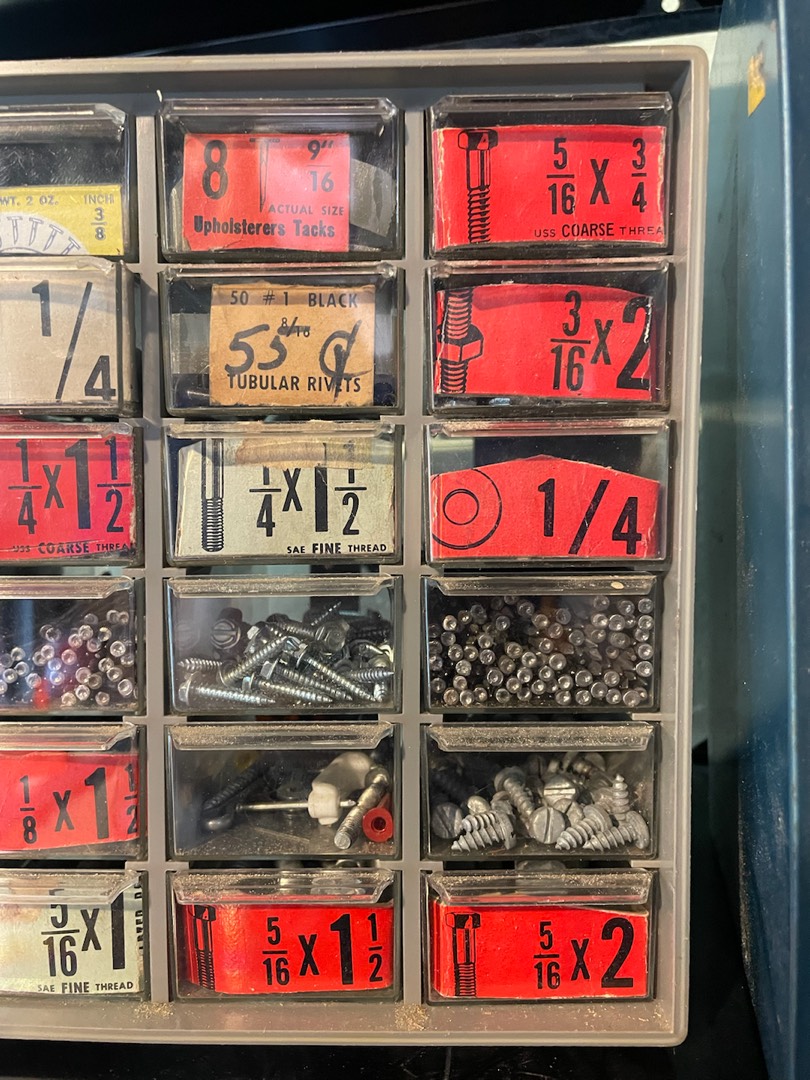 WT. 2 OZ. INCH
3/8
8 9"/16
ACTUAL SIZE
Upholsterers Tacks
5/16 X 3/4
USS COARSE THREA
1/4
50 #1 BLACK
8/16
55 ¢
TUBULAR RIVETS
3/16 X 2
1/4 X 1 1/2
USS COARSE THREA
1/4 X 1 1/2
SAE FINE THREAD
1/4
1/8 X 1 1/2
5/16 X 1
SAE FINE THREAD
5/16 X 1 1/2
5/16 X 2